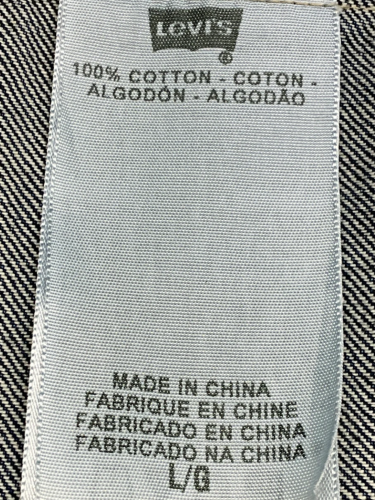 Levi's
®
100% COTTON - COTON -
ALGODÓN - ALGODÃO
MADE IN CHINA
FABRIQUE EN CHINE
FABRICADO EN CHINA
FABRICADO NA CHINA
L/G